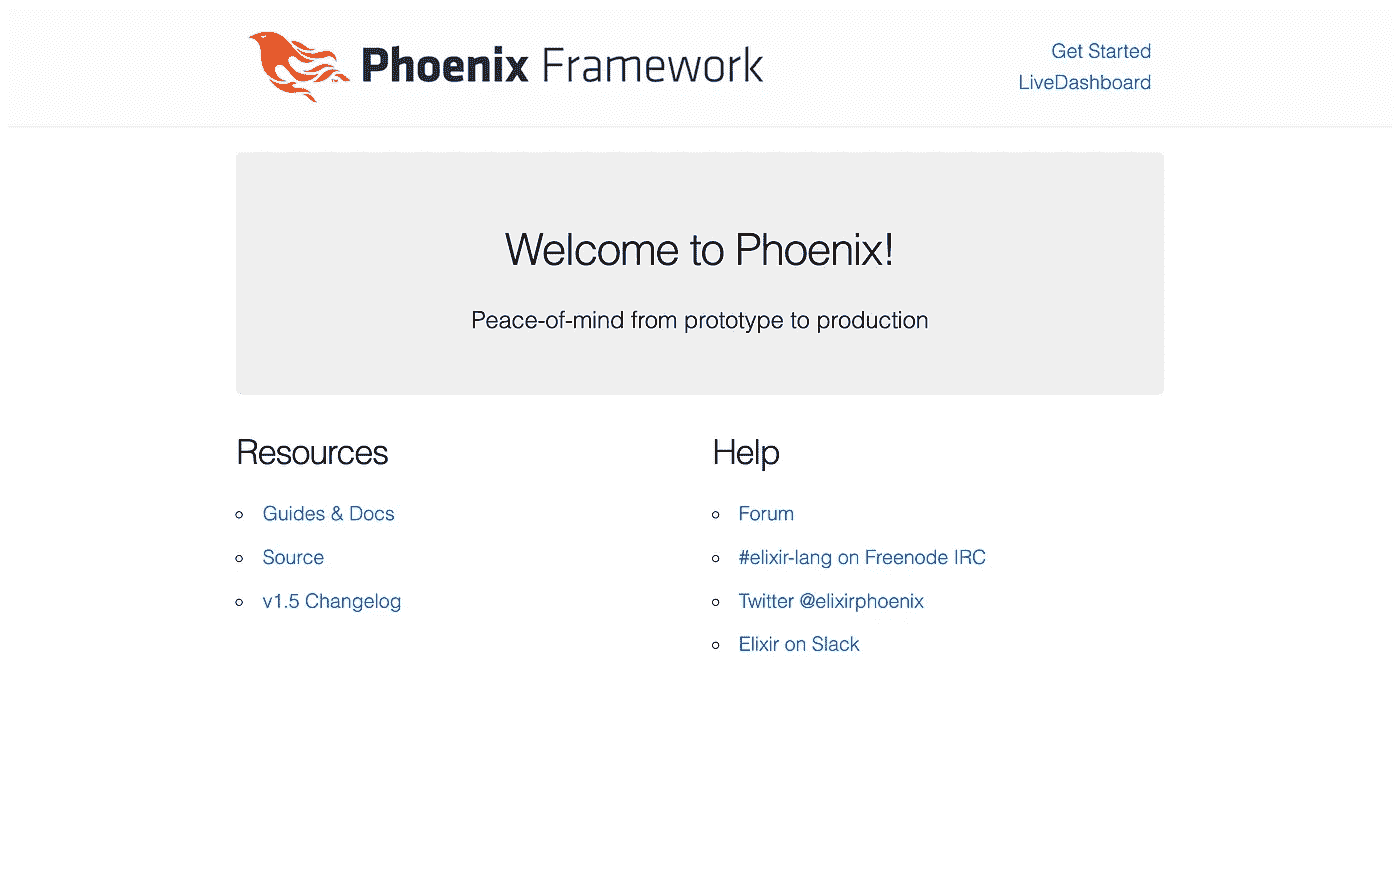 Phoenix Framework
Get Started
LiveDashboard
Welcome to Phoenix!
Peace-of-mind from prototype to production
Resources
Guides & Docs
Source
v1.5 Changelog
Help
Forum
#elixir-lang on Freenode IRC
Twitter @elixirphoenix
Elixir on Slack